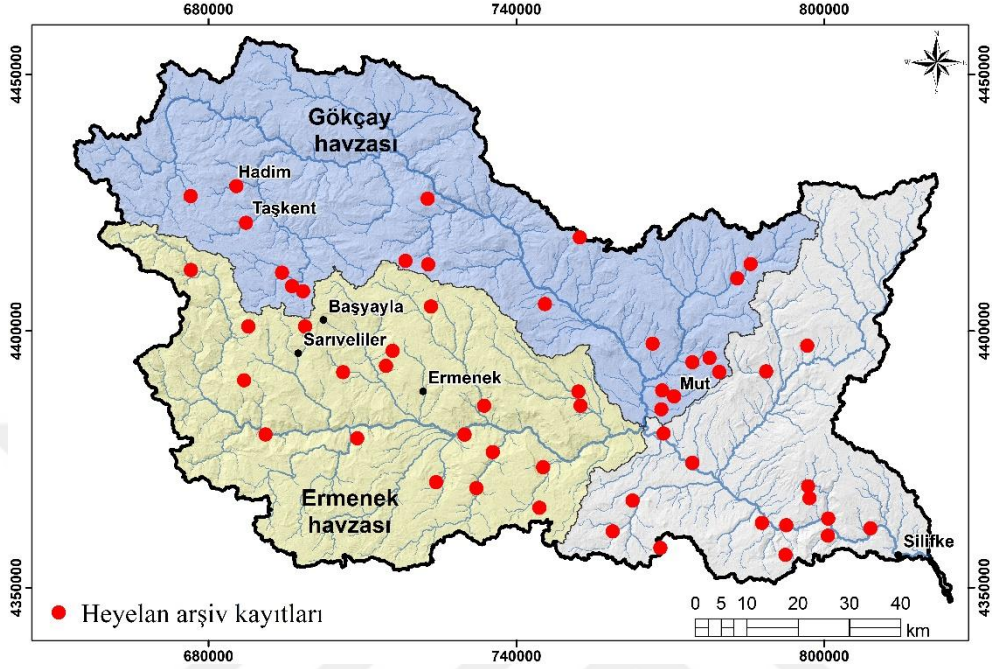 680000 740000 800000
4450000 4450000
Gökçay
havzası
Hadim
Taşkent
Başyayla
4400000 4400000
Sarıveliler
Ermenek
Mut
Ermenek
havzası
Silifke
4350000 4350000
Heyelan arşiv kayıtları
0 5 10 20 30 40
km
680000 740000 800000